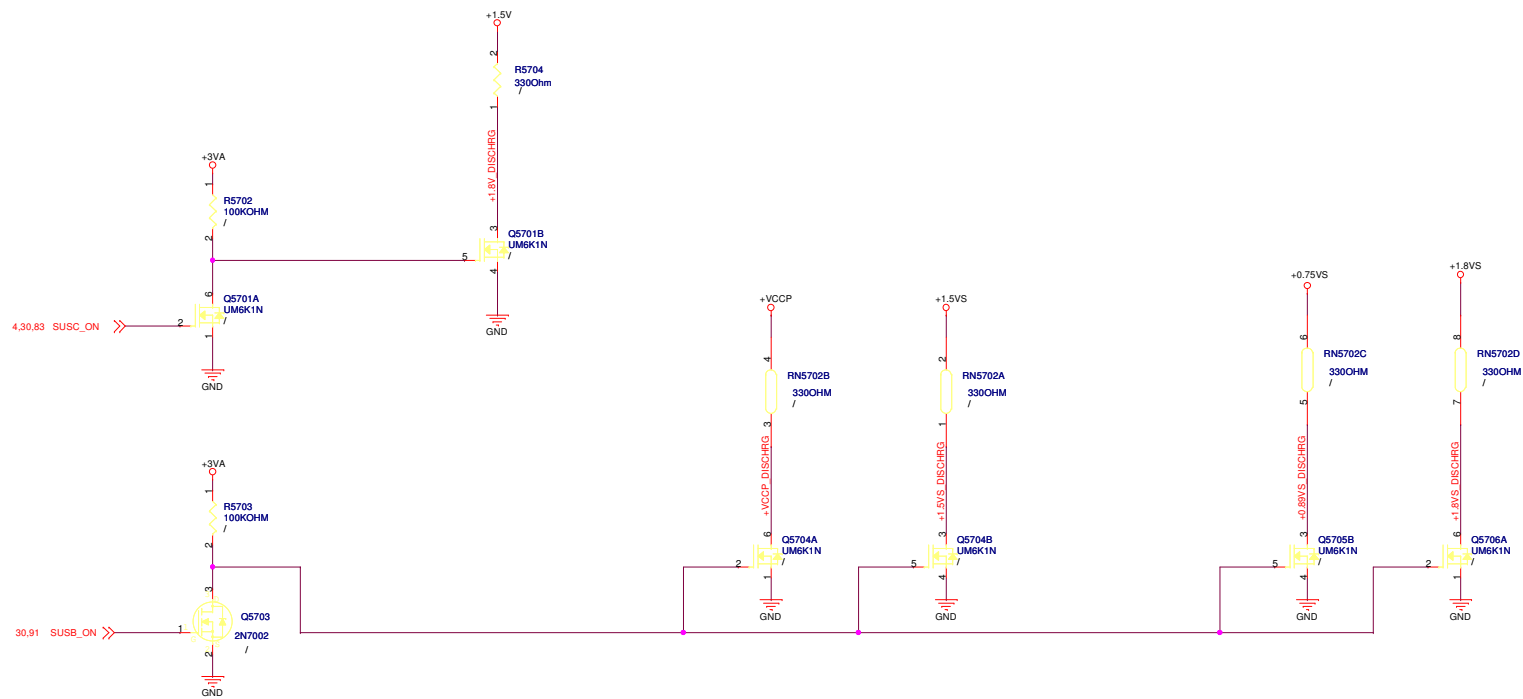 +1.5V
2
R5704
330Ohm
/
1
+1.8V_DISCHRG
3
Q5701B
UM6K1N
/
5
4
GND
+3VA
1
R5702
100KOHM
/
2
6
Q5701A
UM6K1N
/
4,30,83 SUSC_ON
2
1
GND
+3VA
1
R5703
100KOHM
/
2
3
Q5703
2N7002
/
30,91 SUSB_ON
1
2
GND
+VCCP
4
RN5702B
330OHM
/
3
+VCCP_DISCHRG
6
Q5704A
UM6K1N
/
2
1
GND
+1.5VS
2
RN5702A
330OHM
/
1
+1.5VS_DISCHRG
3
Q5704B
UM6K1N
/
5
4
GND
+0.75VS
6
RN5702C
330OHM
/
5
+0.89VS_DISCHRG
3
Q5705B
UM6K1N
/
5
4
GND
+1.8VS
8
RN5702D
330OHM
/
7
+1.8VS_DISCHRG
6
Q5706A
UM6K1N
/
2
1
GND